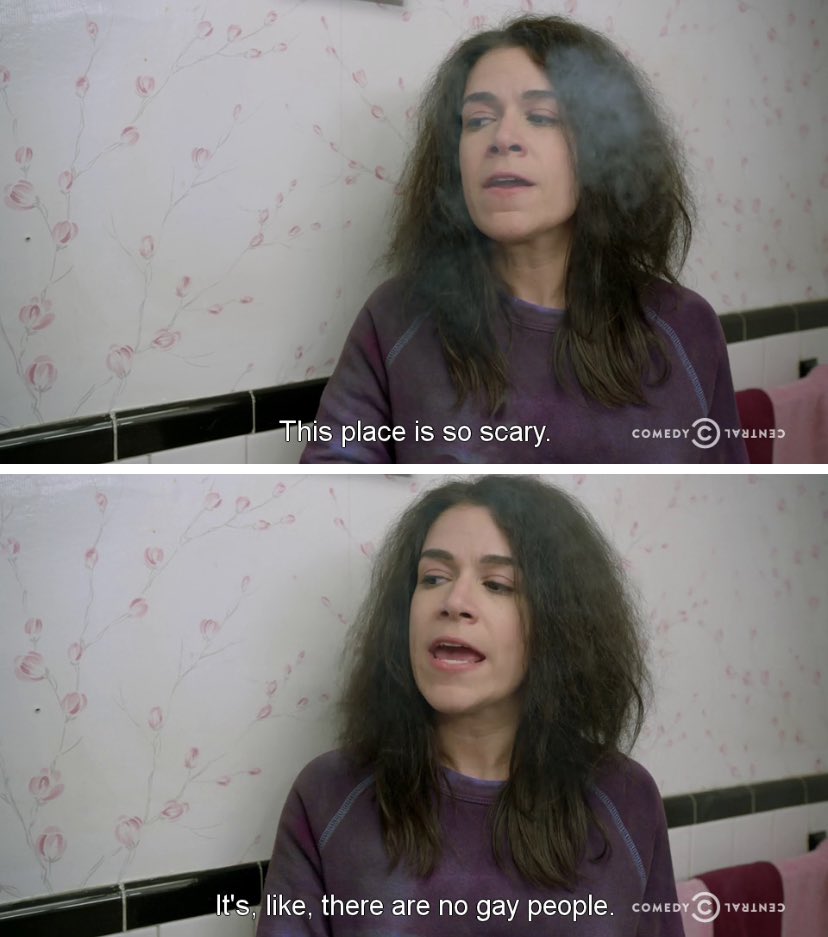 This place is so scary.
COMEDY C CENTRAL
It's, like, there are no gay people.
COMEDY C CENTRAL